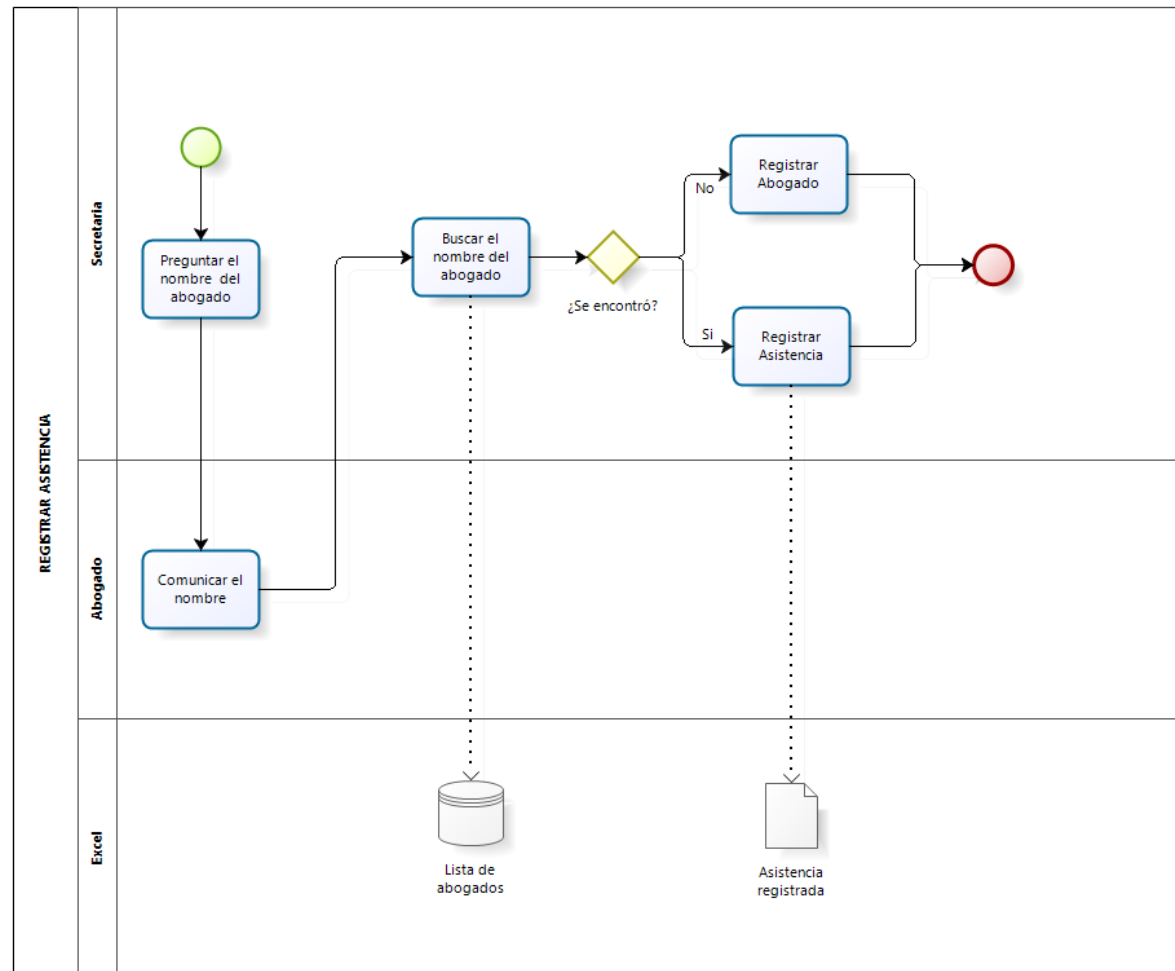 REGISTRAR ASISTENCIA
Secretaria
Preguntar el
nombre del
abogado
Buscar el
nombre del
abogado
¿Se encontró?
No
Registrar
Abogado
Si
Registrar
Asistencia
Abogado
Comunicar el
nombre
Excel
Lista de
abogados
Asistencia
registrada